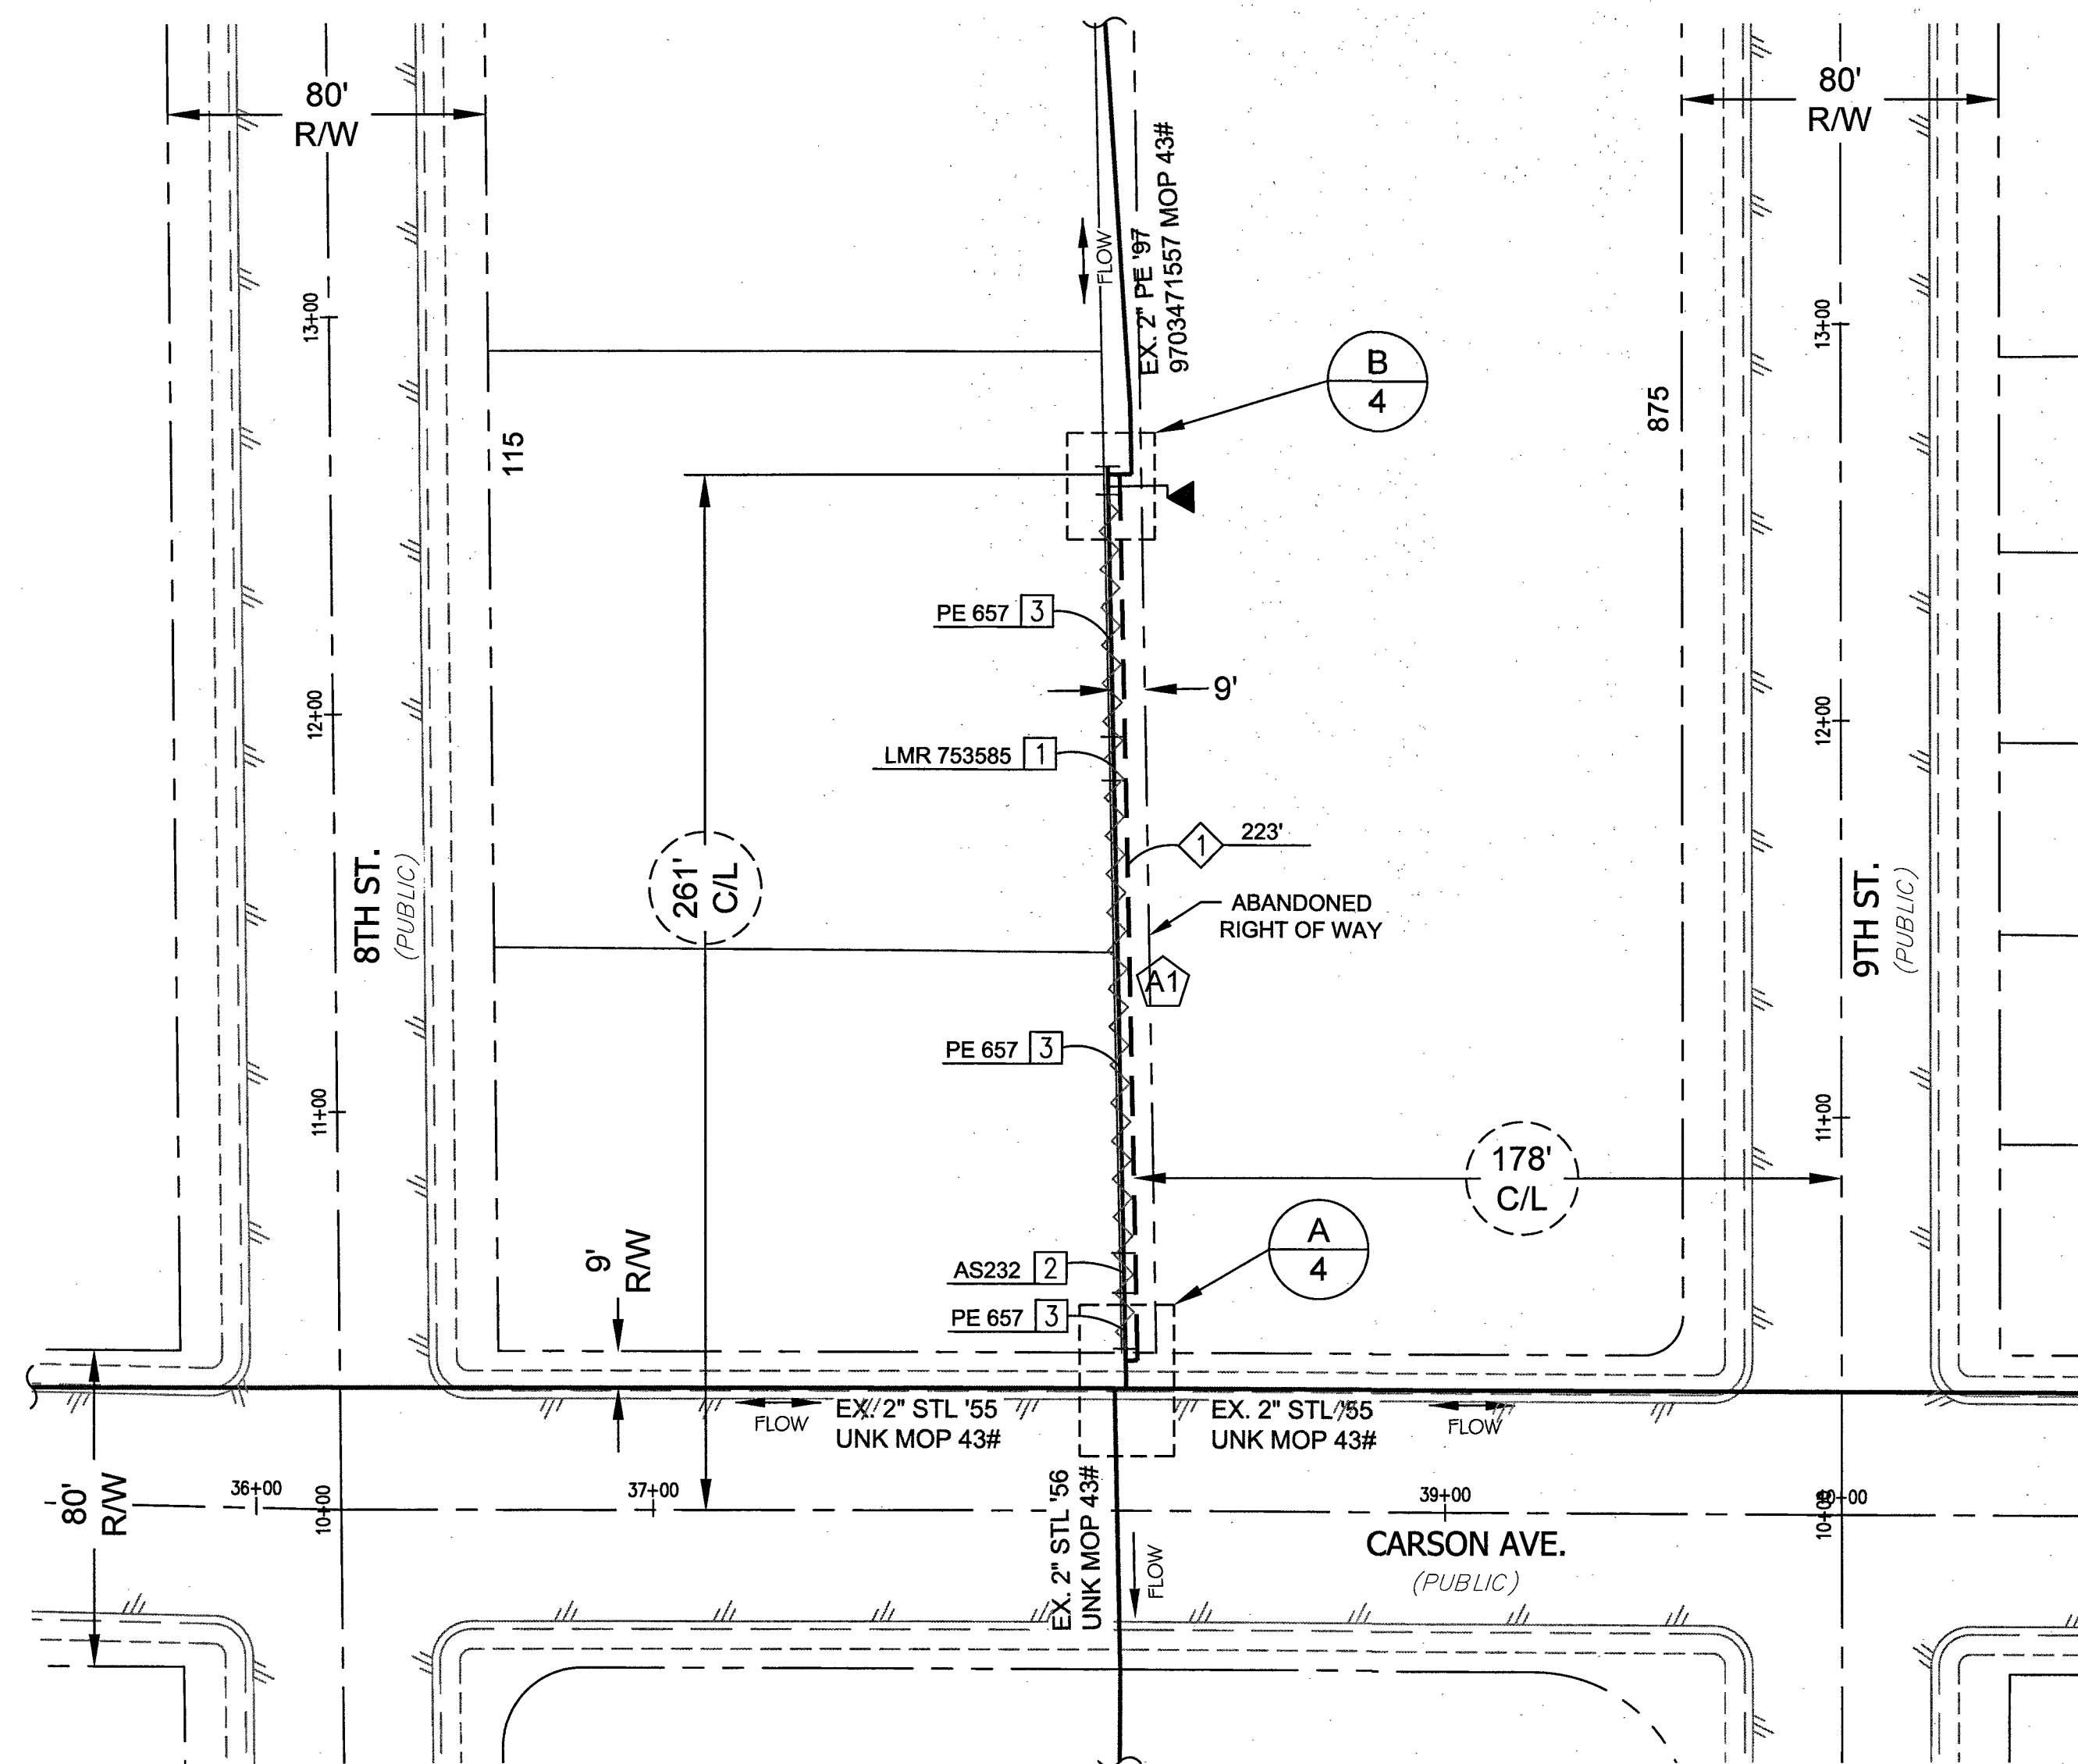 80'
R/W
80'
R/W
EX. 2" PE '97
970347 1557 MOP 43#
FLOW
13+00
13+00
B
4
115
875
PE 657 3
9'
12+00
12+00
LMR 753585 1
1 223'
261'
C/L
8TH ST.
(PUBLIC)
ABANDONED
RIGHT OF WAY
9TH ST.
(PUBLIC)
A1
PE 657 3
11+00
11+00
178'
C/L
9'
R/W
A
4
AS232 2
PE 657 3
EX. 2" STL '55
UNK MOP 43#
FLOW
EX. 2" STL '55
UNK MOP 43#
FLOW
80'
R/W
36+00
10+00
37+00
EX. 2" STL '56
UNK MOP 43#
FLOW
39+00
10+00
CARSON AVE.
(PUBLIC)